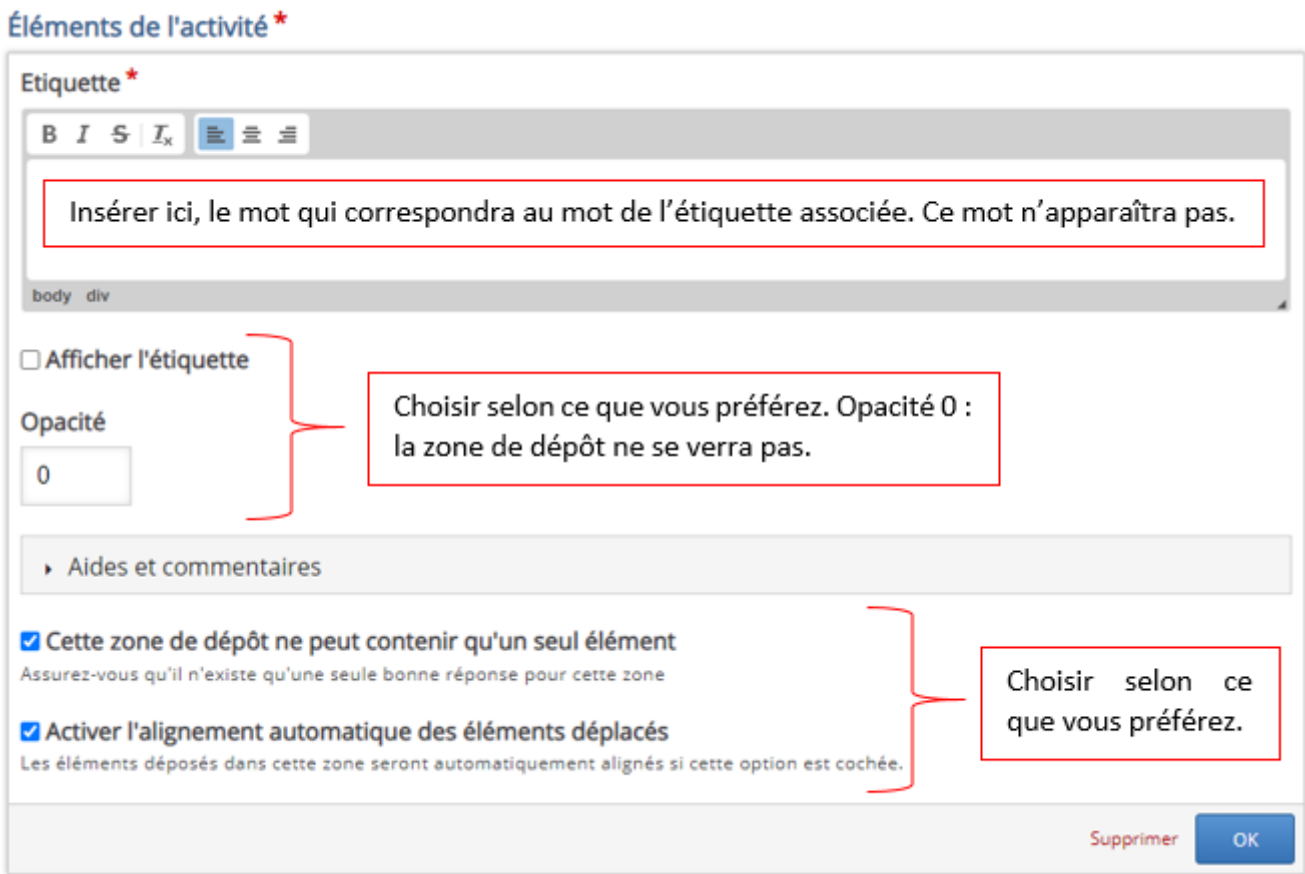 Éléments de l'activité *
Etiquette *
B I S Ix
Insérer ici, le mot qui correspondra au mot de l’étiquette associée. Ce mot n’apparaîtra pas.
body div
Afficher l'étiquette
Opacité
0
Choisir selon ce que vous préférez. Opacité 0 :
la zone de dépôt ne se verra pas.
Aides et commentaires
Cette zone de dépôt ne peut contenir qu'un seul élément
Assurez-vous qu'il n'existe qu'une seule bonne réponse pour cette zone
Activer l'alignement automatique des éléments déplacés
Les éléments déposés dans cette zone seront automatiquement alignés si cette option est cochée.
Choisir selon ce
que vous préférez.
Supprimer
OK